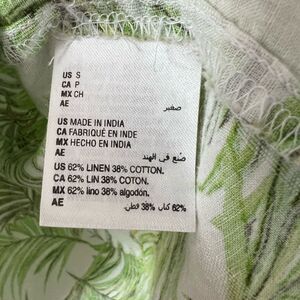 US S
CA P
MX CH
AE صغير
US MADE IN INDIA
CA FABRIQUÉ EN INDE
MX HECHO EN INDIA
AE صنع في الهند
US 62% LINEN 38% COTTON.
CA 62% LIN 38% COTON.
MX 62% lino 38% algodón.
AE 62% كتان 38% قطن.